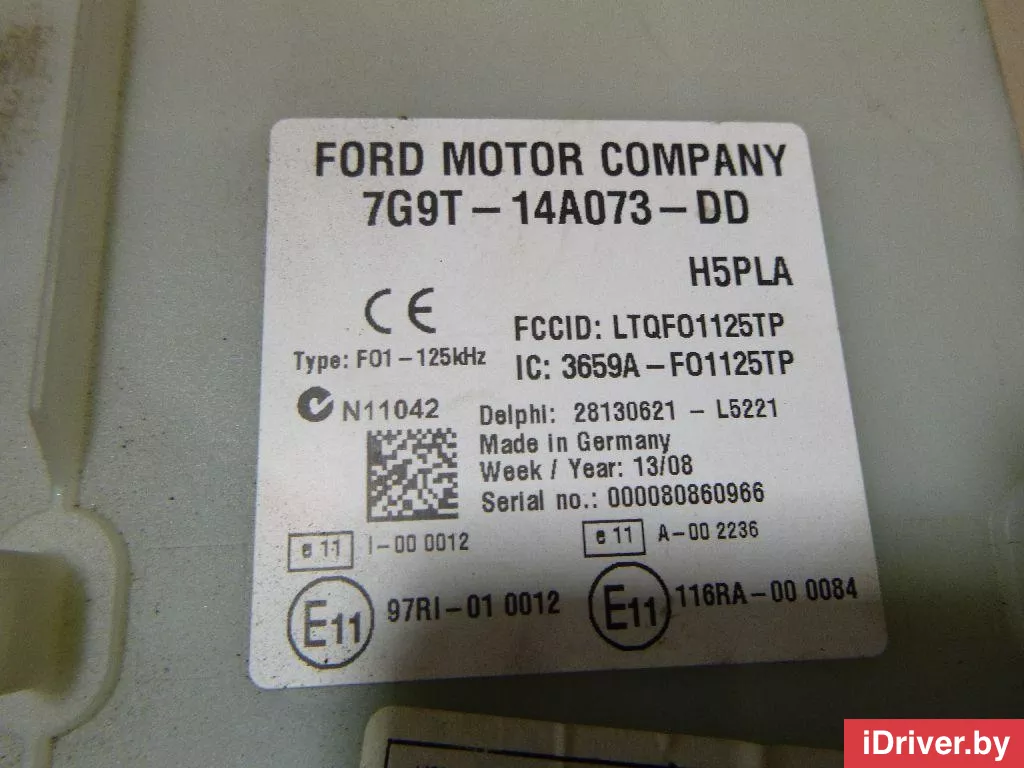 FORD MOTOR COMPANY
7G9T-14A073-DD
H5PLA
CE
FCCID: LTQFO1125TP
Type: FO1-125kHz
IC: 3659A-FO1125TP
N11042
Delphi: 28130621 - L5221
Made in Germany
Week / Year: 13/08
Serial no.: 000080860966
e 11 I-00 0012
e 11 A-00 2236
E11 97RI-01 0012
E11 116RA-00 0084
iDriver.by